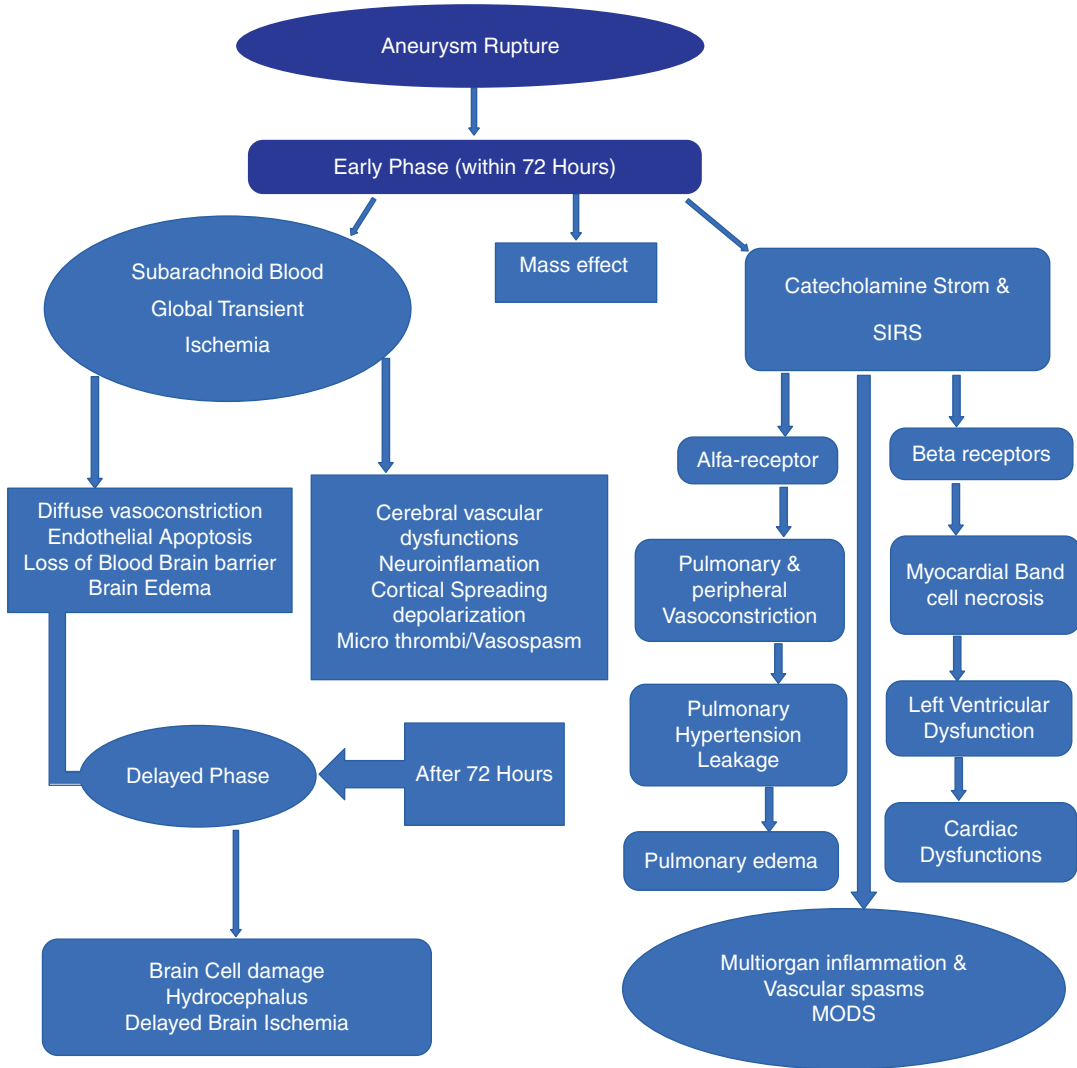 Aneurysm Rupture
Early Phase (within 72 Hours)
Subarachnoid Blood
Global Transient
Ischemia
Mass effect
Catecholamine Strom &
SIRS
Diffuse vasoconstriction
Endothelial Apoptosis
Loss of Blood Brain barrier
Brain Edema
Cerebral vascular
dysfunctions
Neuroinflamation
Cortical Spreading
depolarization
Micro thrombi/Vasospasm
Alfa-receptor
Beta receptors
Pulmonary &
peripheral
Vasoconstriction
Myocardial Band
cell necrosis
Pulmonary
Hypertension
Leakage
Left Ventricular
Dysfunction
Delayed Phase
After 72 Hours
Pulmonary edema
Cardiac
Dysfunctions
Brain Cell damage
Hydrocephalus
Delayed Brain Ischemia
Multiorgan inflammation &
Vascular spasms
MODS